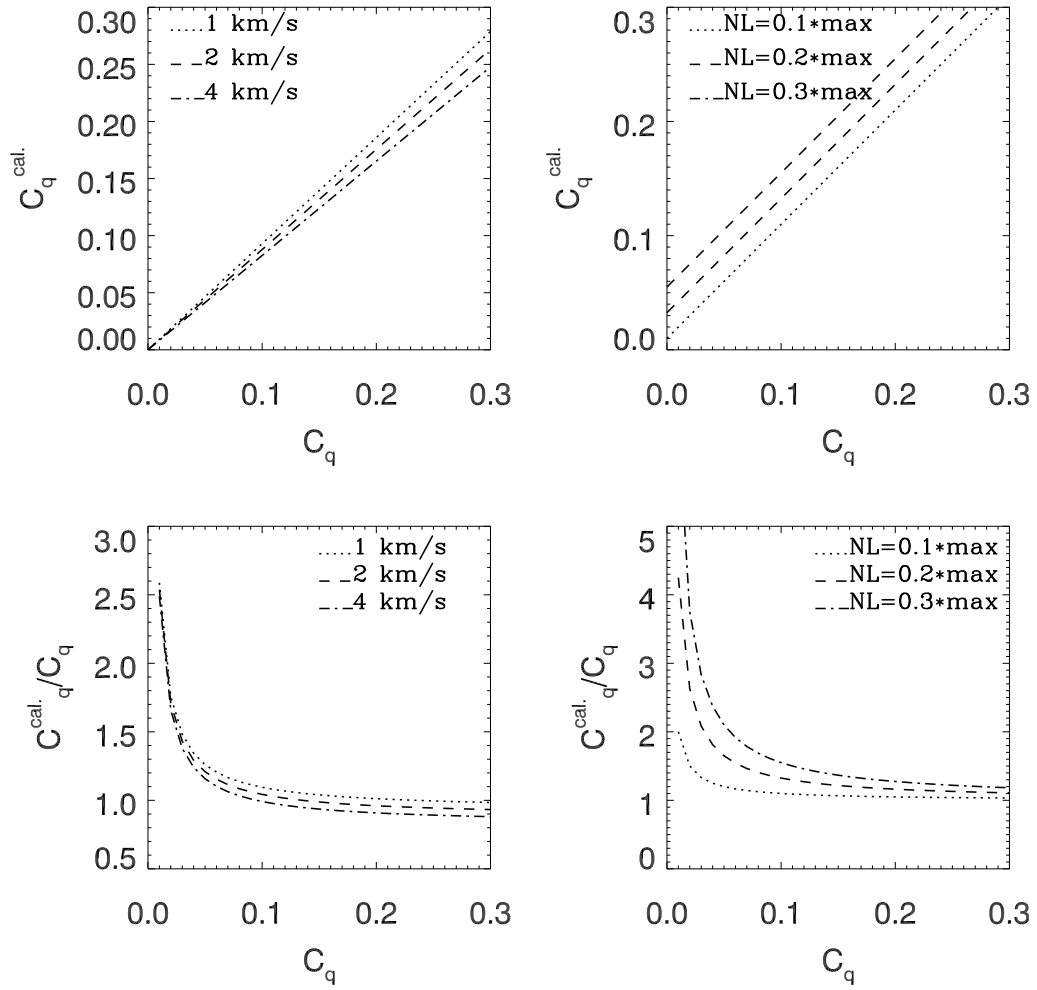 0.30
0.25
0.20
0.15
0.10
0.05
0.00
1 km/s
2 km/s
4 km/s
C_q^cal.
0.0 0.1 0.2 0.3
C_q
0.3
0.2
0.1
0.0
NL=0.1*max
NL=0.2*max
NL=0.3*max
C_q^cal.
0.0 0.1 0.2 0.3
C_q
3.0
2.5
2.0
1.5
1.0
0.5
1 km/s
2 km/s
4 km/s
C^cal._q/C_q
0.0 0.1 0.2 0.3
C_q
5
4
3
2
1
0
NL=0.1*max
NL=0.2*max
NL=0.3*max
C^cal._q/C_q
0.0 0.1 0.2 0.3
C_q